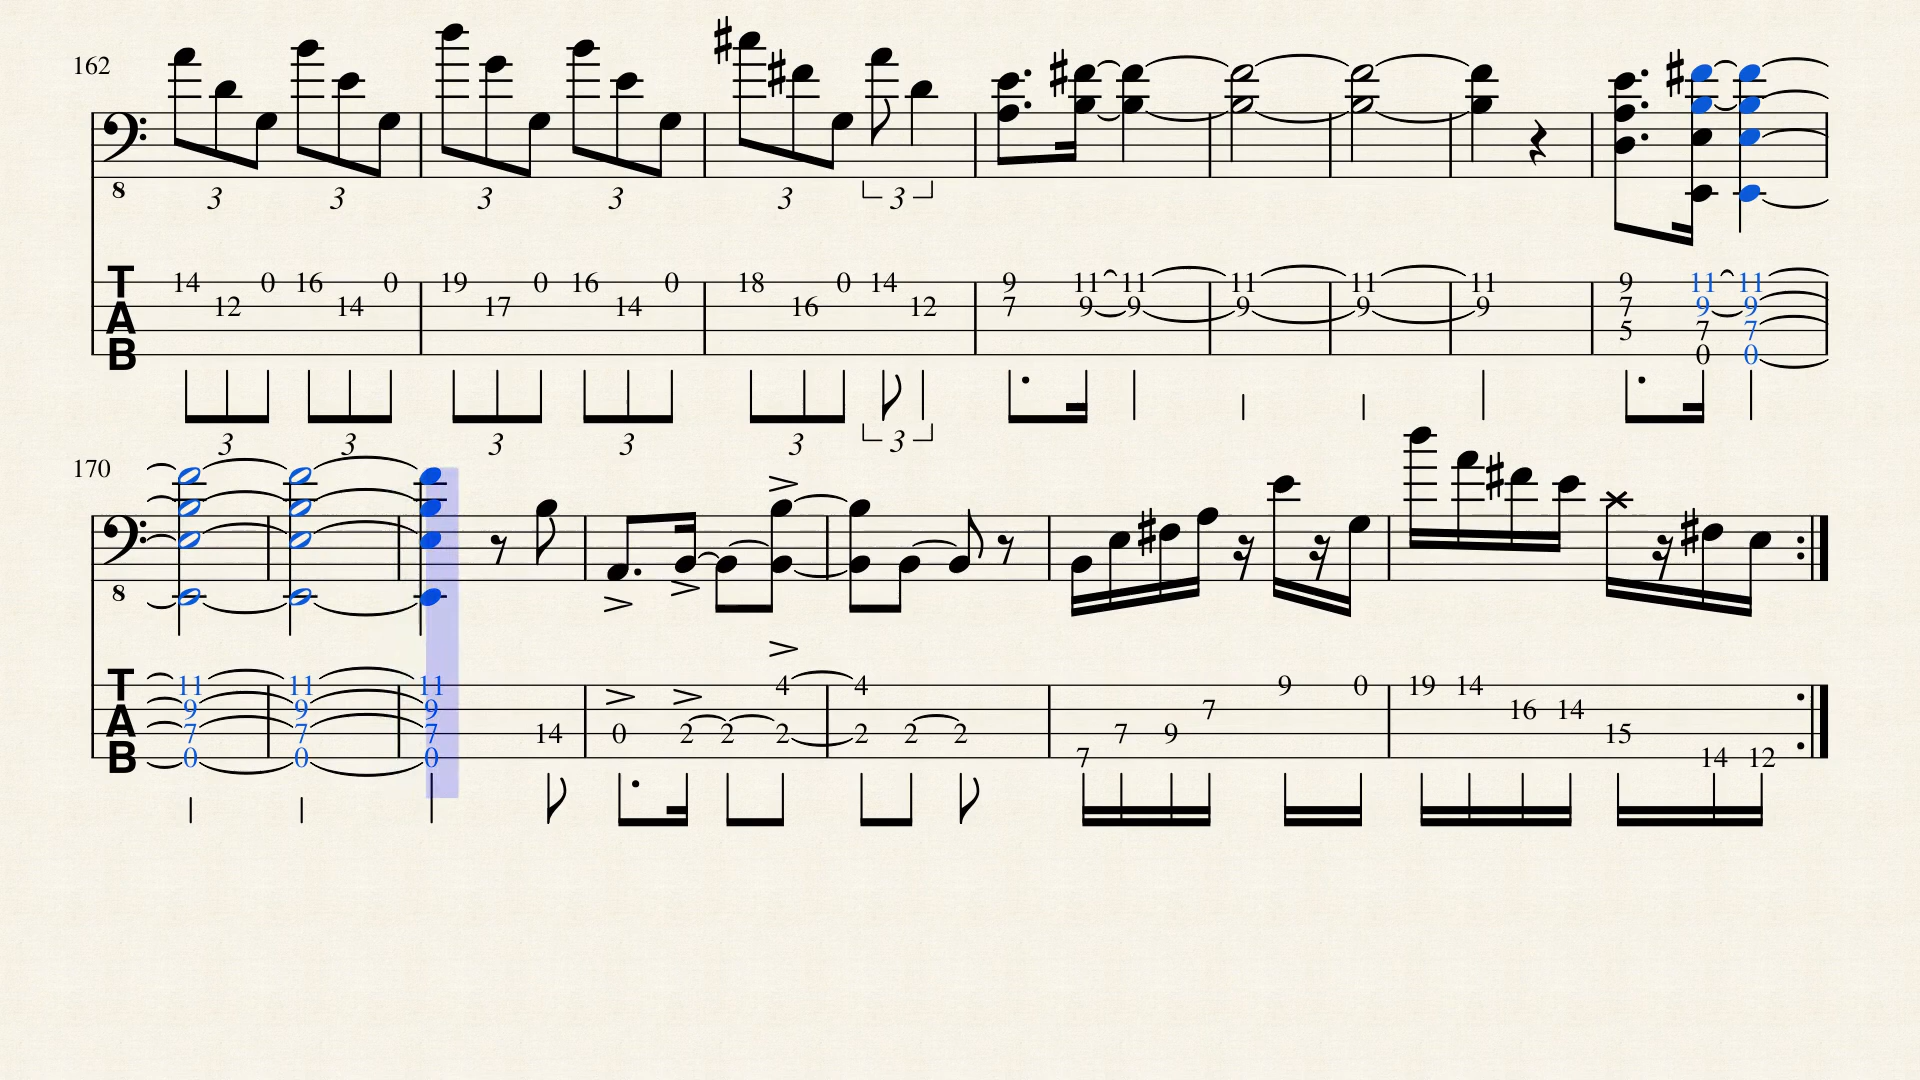 162
8
3 3 3 3 3 3
T A B
14 12 0 16 14 0 19 17 0 16 14 0 18 16 0 14 12 9 7 11 9 11 9 11 9 11 9 11 9 9 7 5 11 9 7 0 11 9 7 0
3 3 3 3 3 3
170
8
T A B
11 9 7 0 11 9 7 0 11 9 7 0 14 0 2 2 4 2 4 2 2 2 7 7 9 7 9 0 19 14 16 14 15 14 12